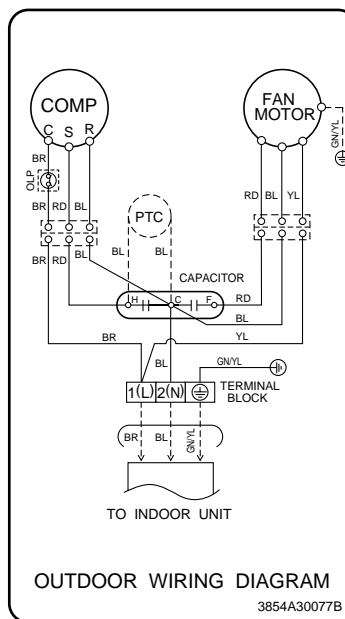 COMP
C S R
FAN
MOTOR
GN/YL
BR
OLP
BR RD BL
RD BL YL
PTC
BR RD BL
BL BL
CAPACITOR
H C F
RD
BL
BR
YL
BL
GN/YL
1(L) 2(N)
TERMINAL
BLOCK
BR BL GN/YL
TO INDOOR UNIT
OUTDOOR WIRING DIAGRAM
3854A30077B